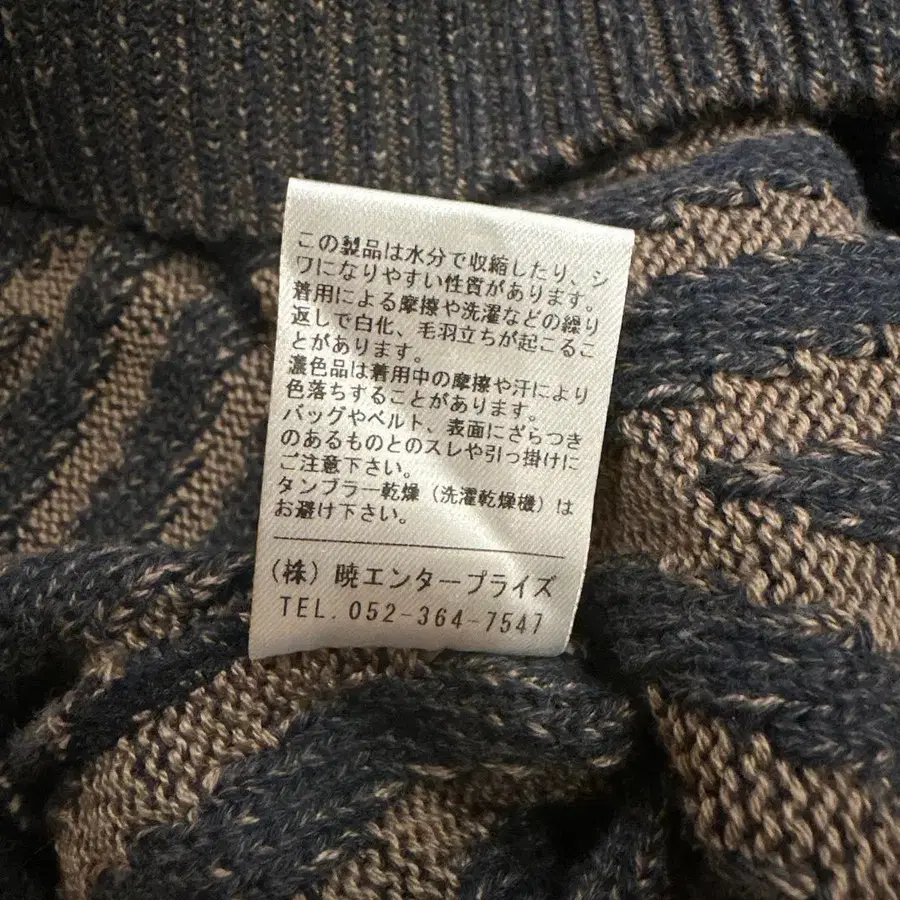 この製品は水分で収縮したり、シ
ワになりやすい性質があります。
着用による摩擦や洗濯などの繰り
返しで白化、毛羽立ちが起こるこ
とがあります。
濃色品は着用中の摩擦や汗により
色落ちすることがあります。
バッグやベルト、表面にざらつき
のあるものとのスレや引っ掛けに
ご注意下さい。
タンブラー乾燥（洗濯乾燥機）は
お避け下さい。
（株）暁エンタープライズ
TEL. 052-364-7547